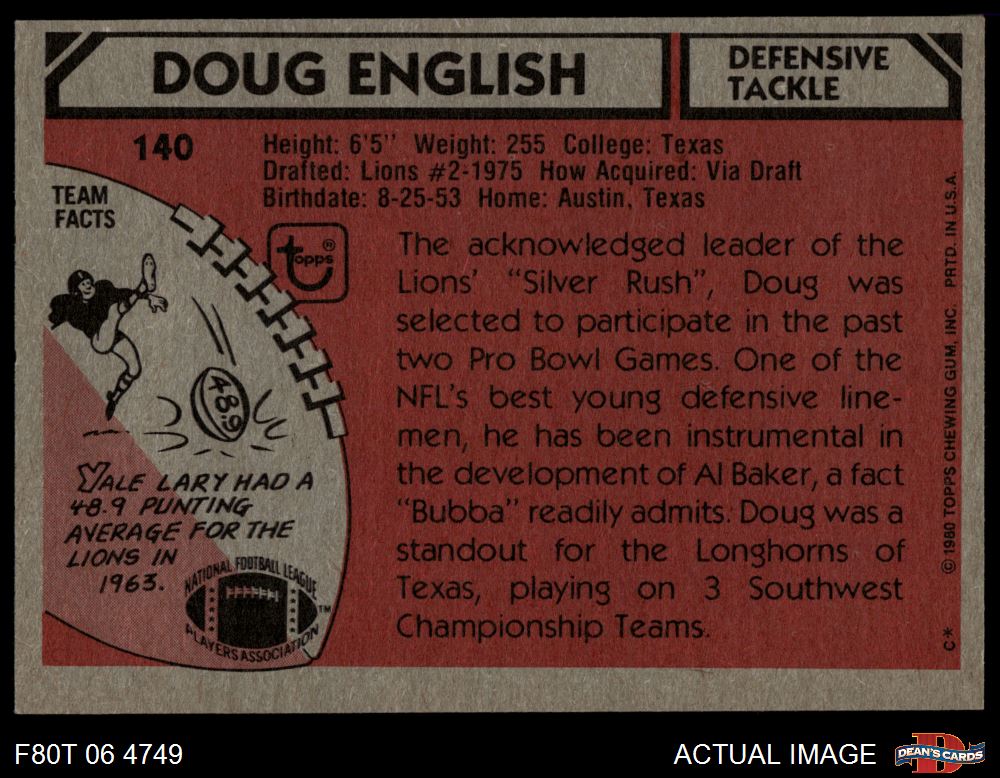 DOUG ENGLISH
DEFENSIVE
TACKLE
140
Height: 6'5" Weight: 255 College: Texas
Drafted: Lions #2-1975 How Acquired: Via Draft
Birthdate: 8-25-53 Home: Austin, Texas
TEAM
FACTS
topps®
48.9
YALE LARY HAD A
48.9 PUNTING
AVERAGE FOR THE
LIONS IN
1963.
NATIONAL FOOTBALL LEAGUE
PLAYERS ASSOCIATION
TM
The acknowledged leader of the
Lions' "Silver Rush", Doug was
selected to participate in the past
two Pro Bowl Games. One of the
NFL's best young defensive line-
men, he has been instrumental in
the development of Al Baker, a fact
"Bubba" readily admits. Doug was a
standout for the Longhorns of
Texas, playing on 3 Southwest
Championship Teams.
C* © 1980 TOPPS CHEWING GUM, INC. PRTD. IN U.S.A.
F80T 06 4749
ACTUAL IMAGE
D
DEAN'S CARDS